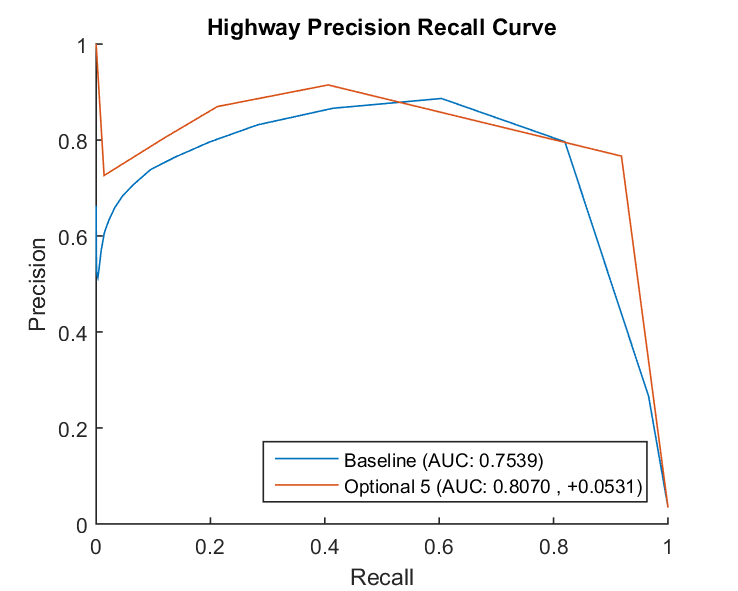 Highway Precision Recall Curve
1
0.8
0.6
0.4
0.2
0
Precision
Baseline (AUC: 0.7539)
Optional 5 (AUC: 0.8070 , +0.0531)
0 0.2 0.4 0.6 0.8 1
Recall